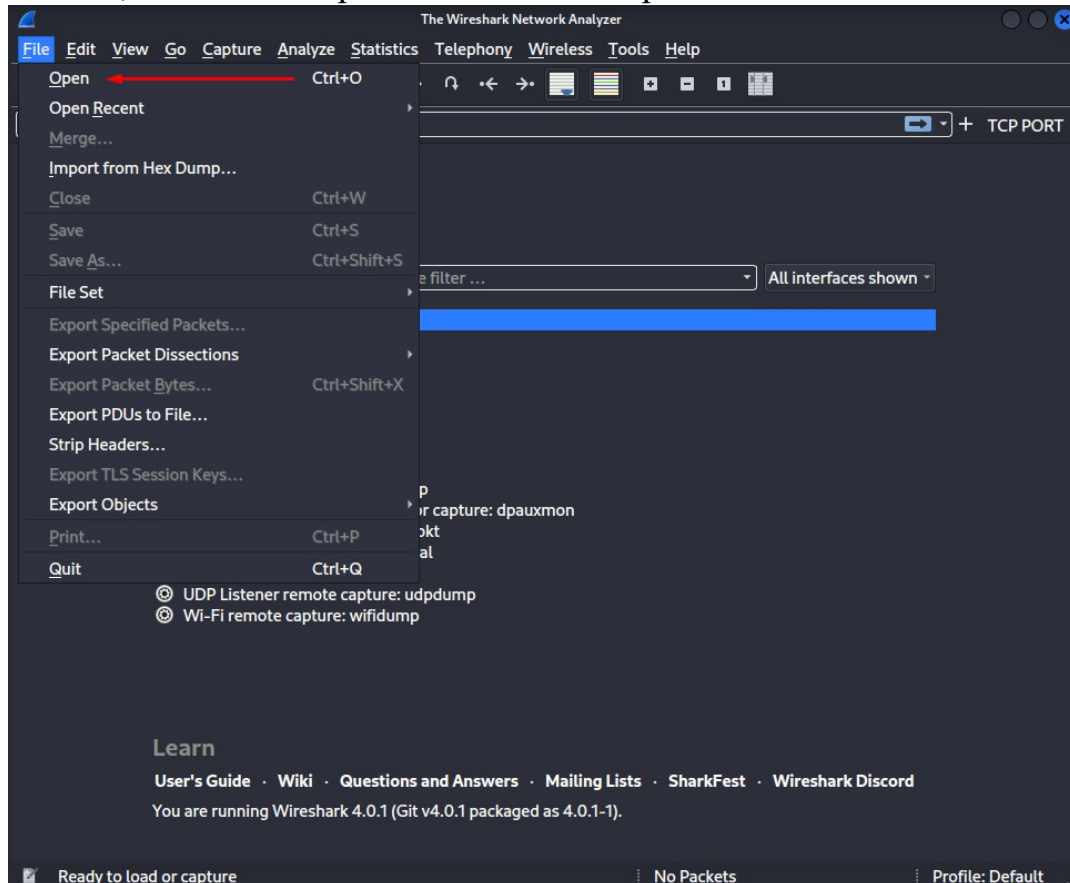 The Wireshark Network Analyzer
File Edit View Go Capture Analyze Statistics Telephony Wireless Tools Help
Open Ctrl+O
Open Recent
TCP PORT
Merge...
Import from Hex Dump...
Close Ctrl+W
Save Ctrl+S
Save As... Ctrl+Shift+S
filter ... All interfaces shown
File Set
Export Specified Packets...
Export Packet Dissections
Export Packet Bytes... Ctrl+Shift+X
Export PDUs to File...
Strip Headers...
Export TLS Session Keys...
p
Export Objects
r capture: dpauxmon
pkt
Print... Ctrl+P
al
Quit Ctrl+Q
UDP Listener remote capture: udpdump
Wi-Fi remote capture: wifidump
Learn
User's Guide · Wiki · Questions and Answers · Mailing Lists · SharkFest · Wireshark Discord
You are running Wireshark 4.0.1 (Git v4.0.1 packaged as 4.0.1-1).
Ready to load or capture No Packets Profile: Default